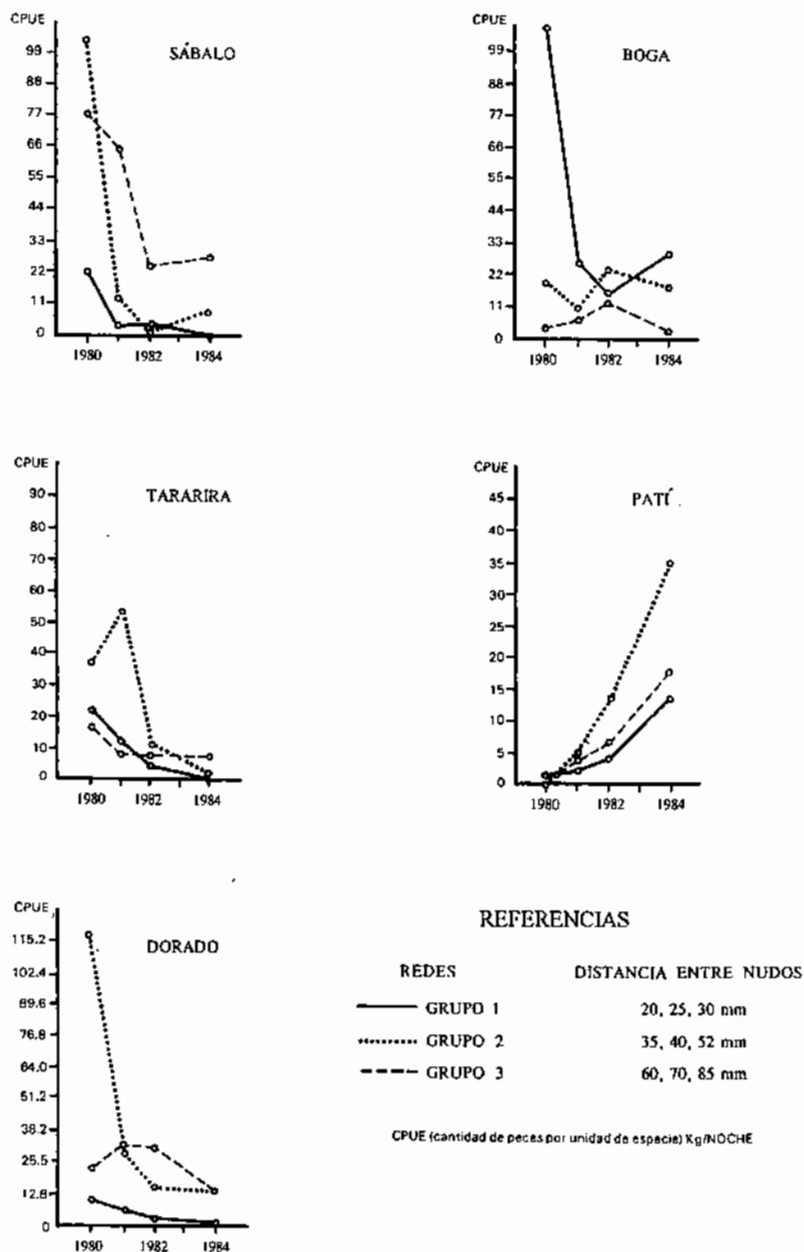 CPUE
SÁBALO
99
88
77
66
55
44
33
22
11
0
1980 1982 1984
CPUE
BOGA
99
88
77
66
55
44
33
22
11
0
1980 1982 1984
CPUE
TARARIRA
90
80
70
60
50
40
30
20
10
0
1980 1982 1984
CPUE
PATÍ
45
40
35
30
25
20
15
10
5
0
1980 1982 1984
CPUE
DORADO
115.2
102.4
89.6
76.8
64.0
51.2
38.2
25.5
12.8
0
1980 1982 1984
REFERENCIAS
REDES DISTANCIA ENTRE NUDOS
GRUPO 1 20, 25, 30 mm
GRUPO 2 35, 40, 52 mm
GRUPO 3 60, 70, 85 mm
CPUE (cantidad de peces por unidad de especie) Kg/NOCHE